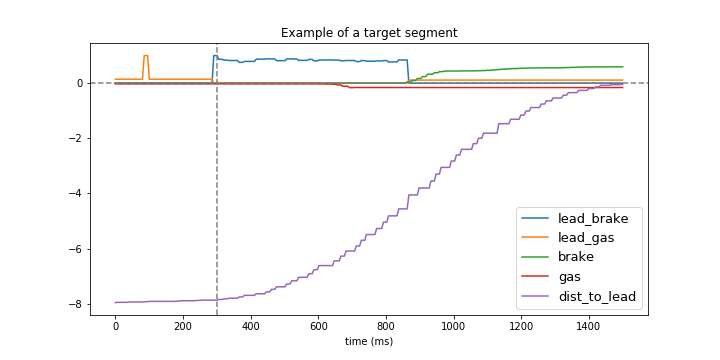 Example of a target segment
0
−2
−4
−6
−8
0 200 400 600 800 1000 1200 1400
time (ms)
lead_brake
lead_gas
brake
gas
dist_to_lead